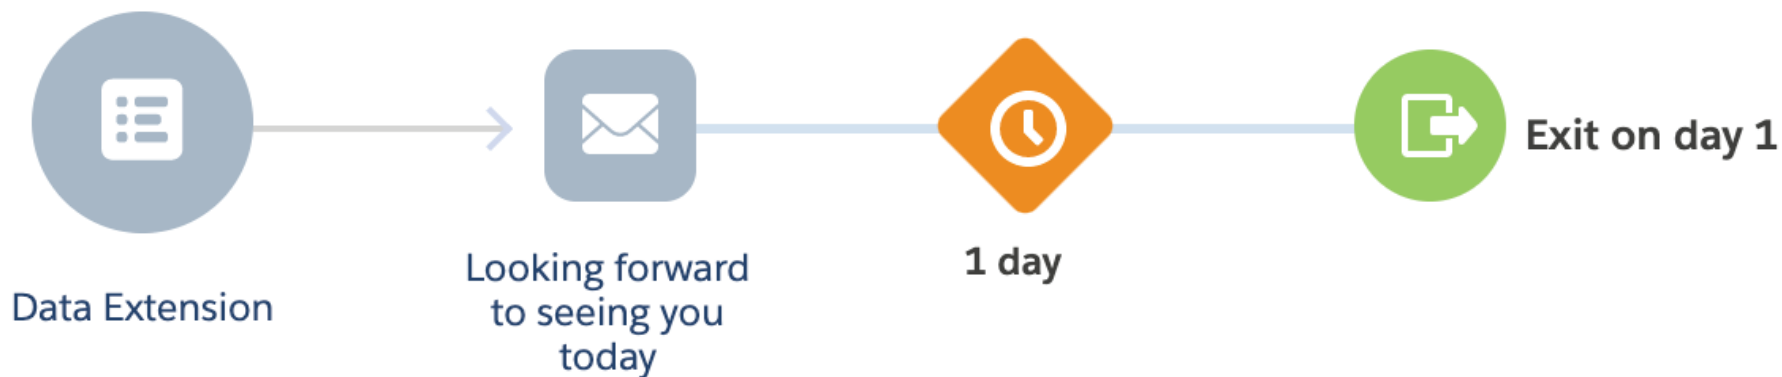 Data Extension
Looking forward
to seeing you
today
1 day
Exit on day 1